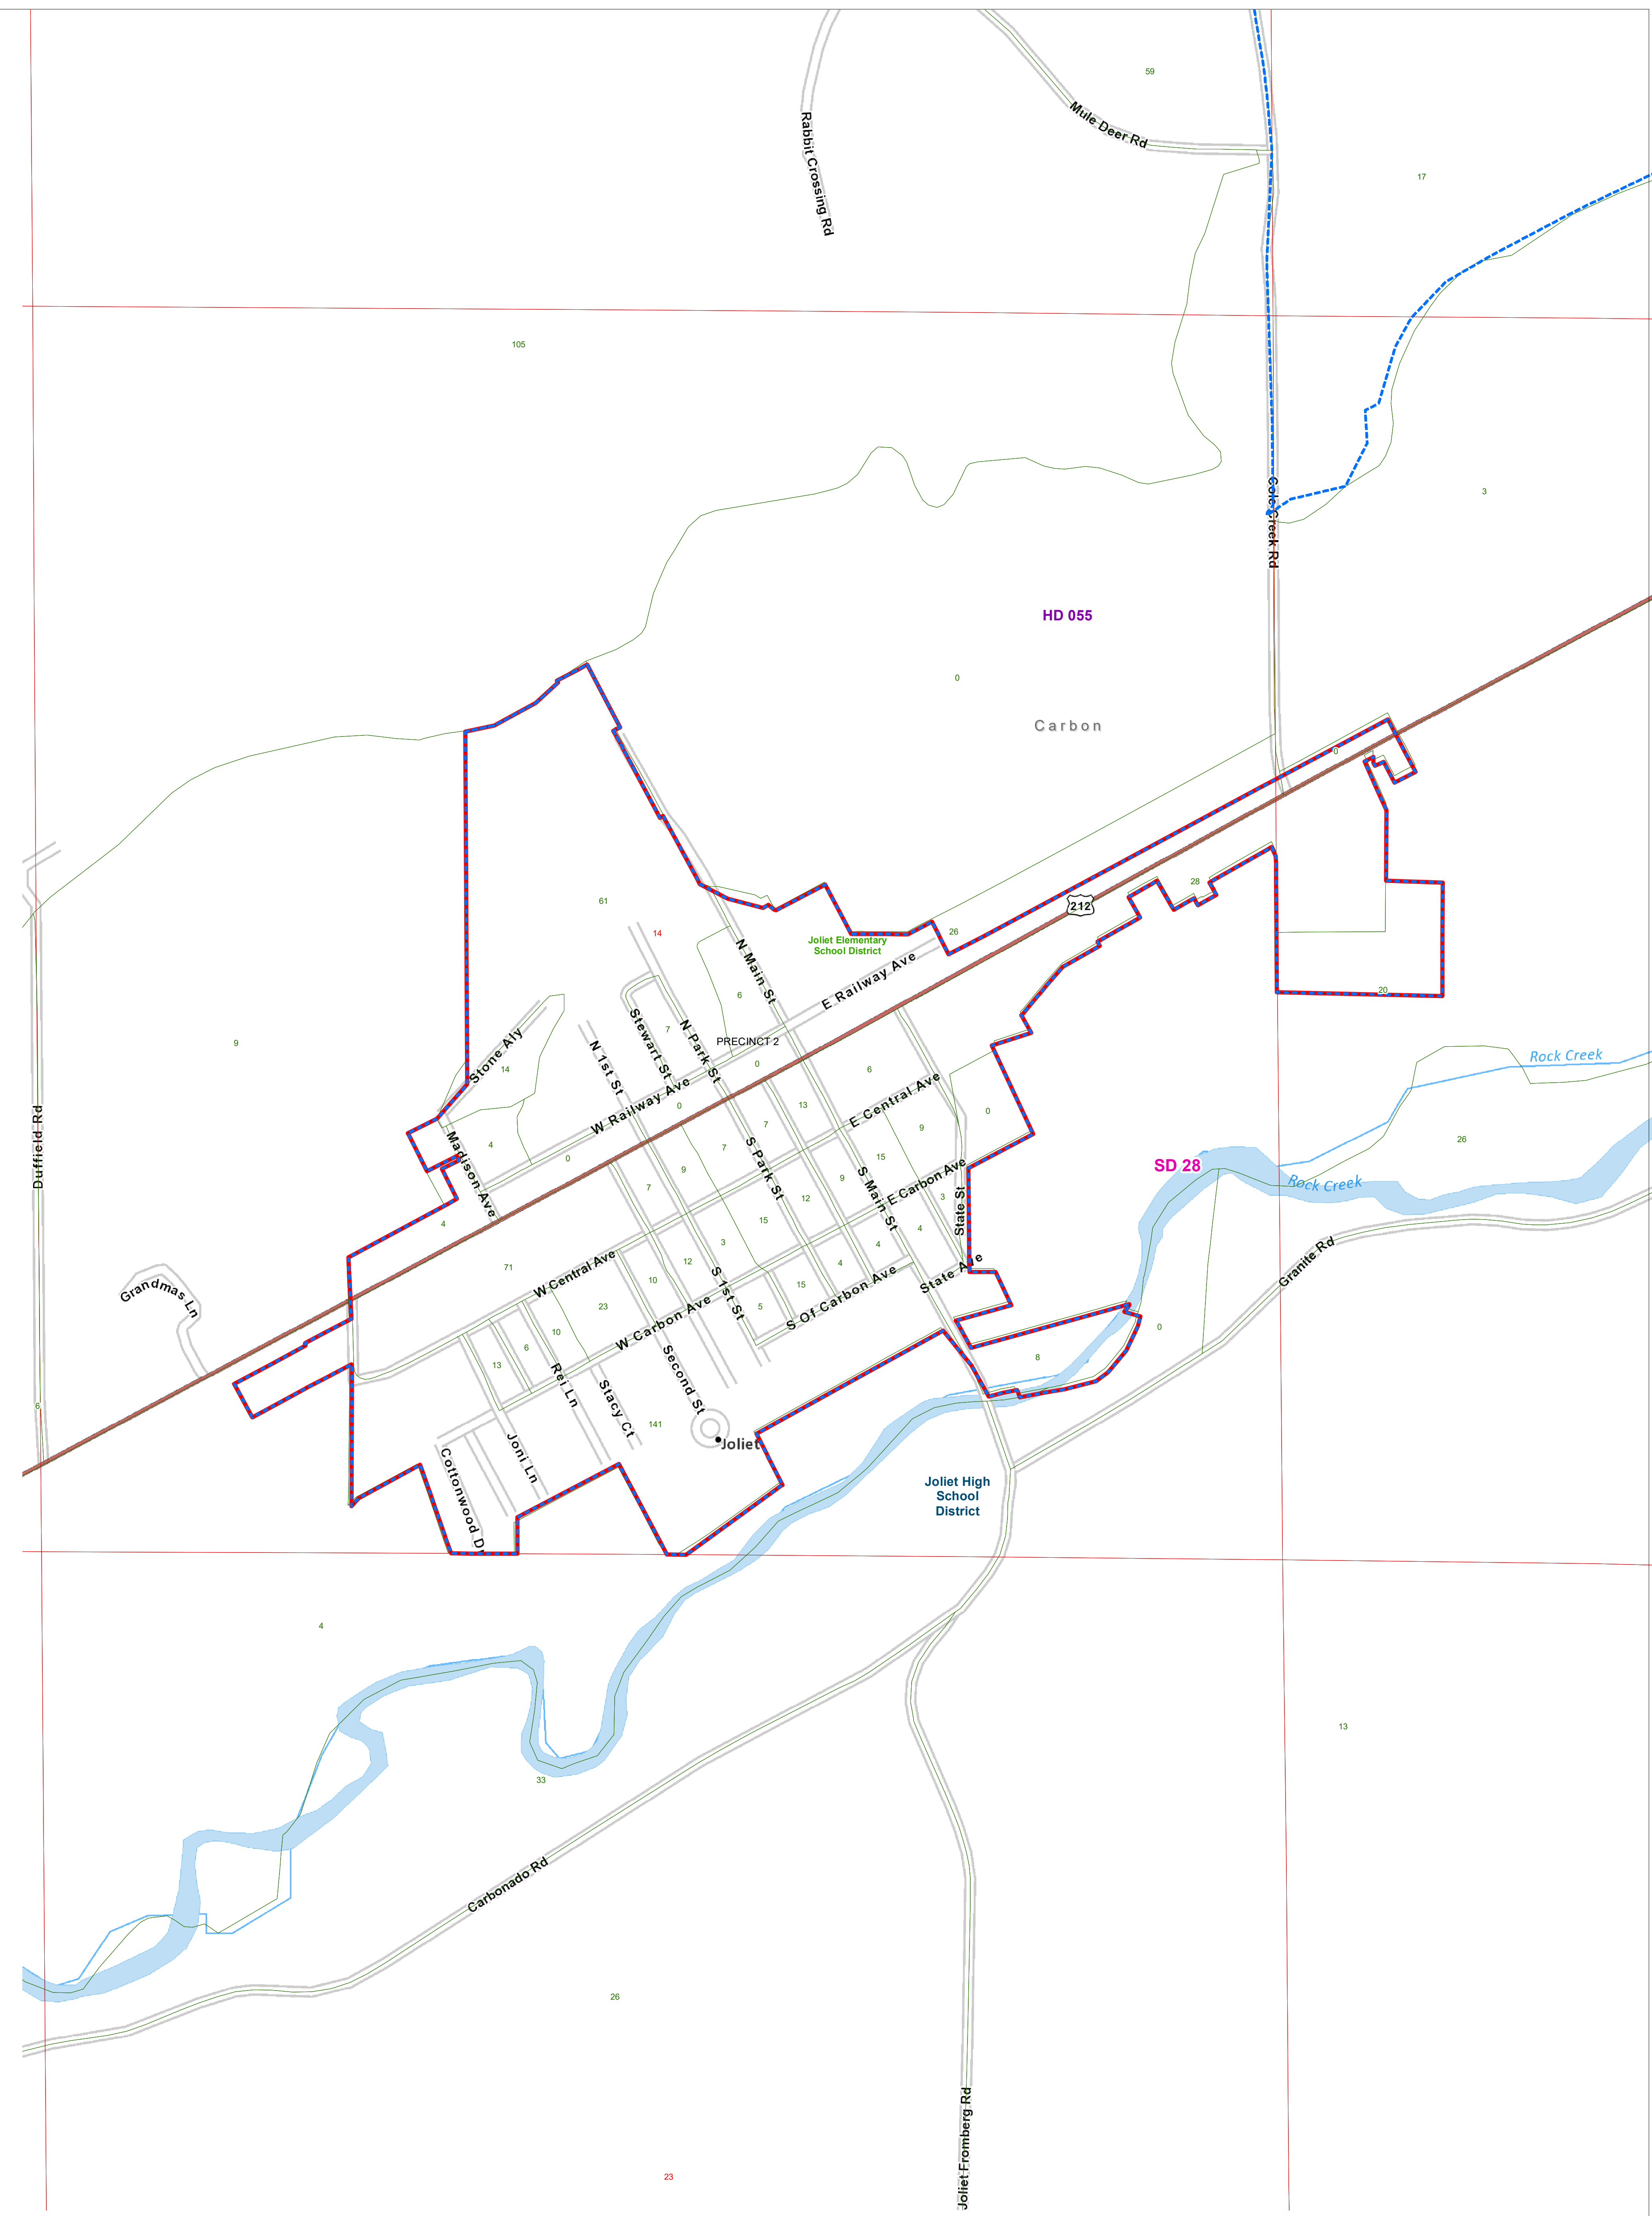 59
Mule Deer Rd
Rabbit Crossing Rd
17
105
3
Cole Creek Rd
HD 055
0
Carbon
0
28
212
61
14
Joliet Elementary
School District
26
N Main St
E Railway Ave
6
20
9
Stone Aly
14
Stewart St
7
N Park St
PRECINCT 2
0
6
Rock Creek
N 1st St
W Railway Ave
0
13
E Central Ave
0
Duffield Rd
4
Madison Ave
0
7
7
9
26
9
S Park St
15
SD 28
Rock Creek
7
12
9
S Main St
E Carbon Ave
3
State St
4
15
4
3
4
71
W Central Ave
12
S 1st St
4
State Ave
Granite Rd
Grandmas Ln
10
23
15
S Of Carbon Ave
5
10
W Carbon Ave
0
6
13
8
Rei Ln
Second St
Stacy Ct
6
141
Joliet
Joni Ln
Cottonwood Dr
Joliet High
School
District
4
13
33
Carbonado Rd
26
Joliet Fromberg Rd
23